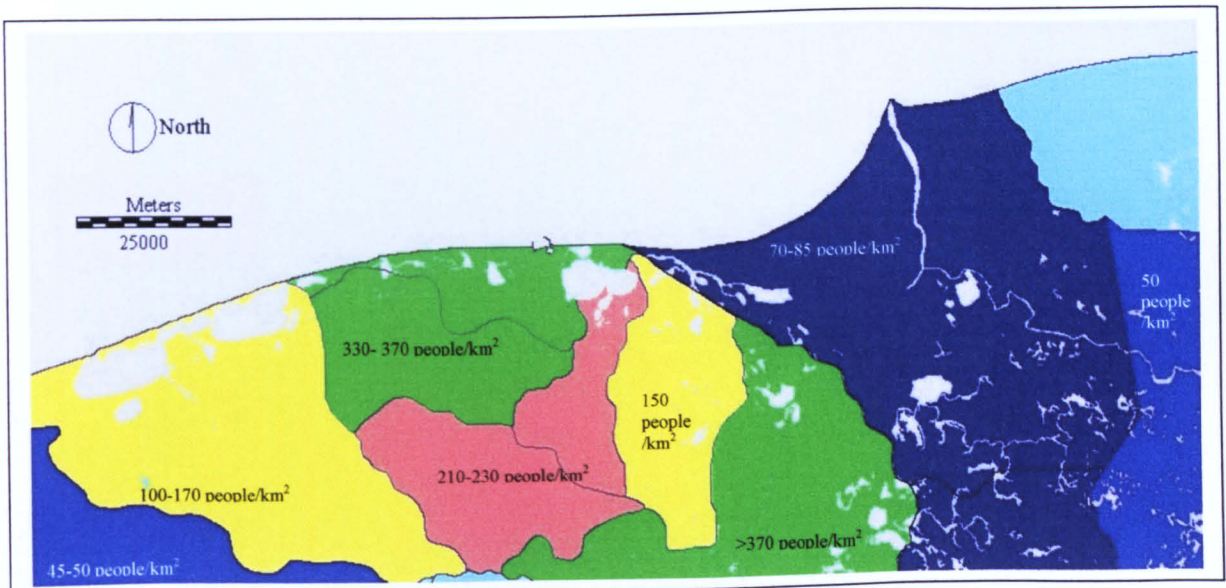 North
Meters
25000
70-85 people/km²
50
people
/km²
330- 370 people/km²
150
people
/km²
210-230 people/km²
100-170 people/km²
>370 people/km²
45-50 people/km²